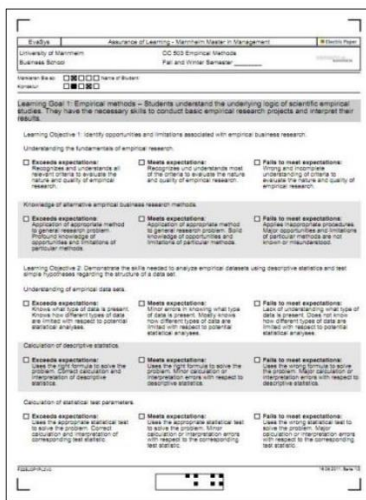 EvaSys
Assurance of Learning - Mannheim Master in Management
Electric Paper
University of Mannheim
Business School
CC 503 Empirical Methods
Fall and Winter Semester ________
Name of Student
Korrektur:
Learning Goal 1: Empirical methods – Students understand the underlying logic of scientific empirical
studies. They have the necessary skills to conduct basic empirical research projects and interpret their
results.
Learning Objective 1: Identify opportunities and limitations associated with empirical business research.
Understanding the fundamentals of empirical research.
Exceeds expectations:
Recognizes and understands all
relevant criteria to evaluate the
nature and quality of empirical
research.
Meets expectations:
Recognizes und understand most
of the criteria to evaluate the nature
and quality of empirical research.
Fails to meet expectations:
Wrong and incomplete
understanding of criteria to
evaluate the nature and quality of
empirical research.
Knowledge of alternative empirical business research methods.
Exceeds expectations:
Application of appropriate method
to general research problem.
Profound knowledge of
opportunities and limitations of
particular methods.
Meets expectations:
Application of appropriate method
to general research problem. Solid
knowledge of opportunities and
limitations of particular methods.
Fails to meet expectations:
Applies inappropriate procedures.
Major opportunities and limitations
of particular methods are not
known or misunderstood.
Learning Objective 2: Demonstrate the skills needed to analyze empirical datasets using descriptive statistics and test
simple hypotheses regarding the structure of a data set.
Understanding of empirical data sets.
Exceeds expectations:
Knows what type of data is present.
Knows how different types of data
are limited with respect to potential
statistical analyses.
Meets expectations:
Minor errors in knowing what type
of data is present. Mostly knows
how different types of data are
limited with respect to potential
statistical analyses.
Fails to meet expectations:
Lack of understanding what type of
data is present. Does not know
how different types of data are
limited with respect to potential
statistical analyses.
Calculation of descriptive statistics.
Exceeds expectations:
Uses the right formula to solve the
problem. Correct calculation and
interpretation of descriptive
statistics.
Meets expectations:
Uses the right formula to solve the
problem. Minor calculation or
interpretation errors with respect to
descriptive statistics.
Fails to meet expectations:
Uses the wrong formula to solve
the problem. Major calculation or
interpretation errors with respect to
descriptive statistics.
Calculation of statistical test parameters.
Exceeds expectations:
Uses the appropriate statistical test
to solve the problem. Correct
calculation and interpretation of
corresponding test statistic.
Meets expectations:
Uses the appropriate statistical test
to solve the problem. Minor
calculation or interpretation errors
with respect to the corresponding
test statistic.
Fails to meet expectations:
Uses the wrong statistical test to
solve the problem. Major
calculation or interpretation errors
with respect to the corresponding
test statistic.